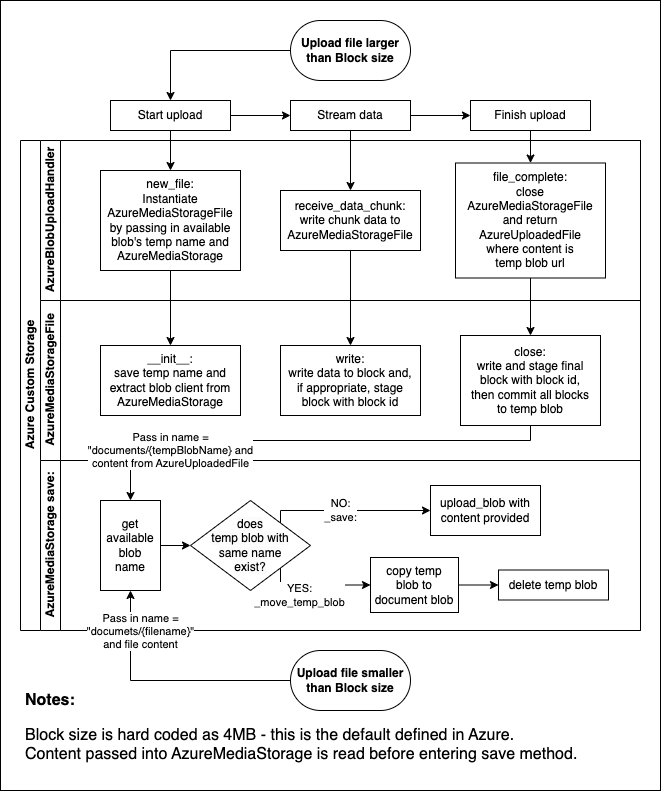 Upload file larger
than Block size
Start upload
Stream data
Finish upload
Azure Custom Storage
AzureBlobUploadHandler
new_file:
Instantiate
AzureMediaStorageFile
by passing in available
blob's temp name and
AzureMediaStorage
receive_data_chunk:
write chunk data to
AzureMediaStorageFile
file_complete:
close
AzureMediaStorageFile
and return
AzureUploadedFile
where content is
temp blob url
AzureMediaStorageFile
__init__:
save temp name and
extract blob client from
AzureMediaStorage
write:
write data to block and,
if appropriate, stage
block with block id
close:
write and stage final
block with block id,
then commit all blocks
to temp blob
Pass in name =
"documents/{tempBlobName} and
content from AzureUploadedFile
AzureMediaStorage save:
get
available
blob
name
does
temp blob with
same name
exist?
NO:
_save:
upload_blob with
content provided
YES:
_move_temp_blob
copy temp
blob to
document blob
delete temp blob
Pass in name =
"documets/{filename}"
and file content
Upload file smaller
than Block size
Notes:
Block size is hard coded as 4MB - this is the default defined in Azure.
Content passed into AzureMediaStorage is read before entering save method.